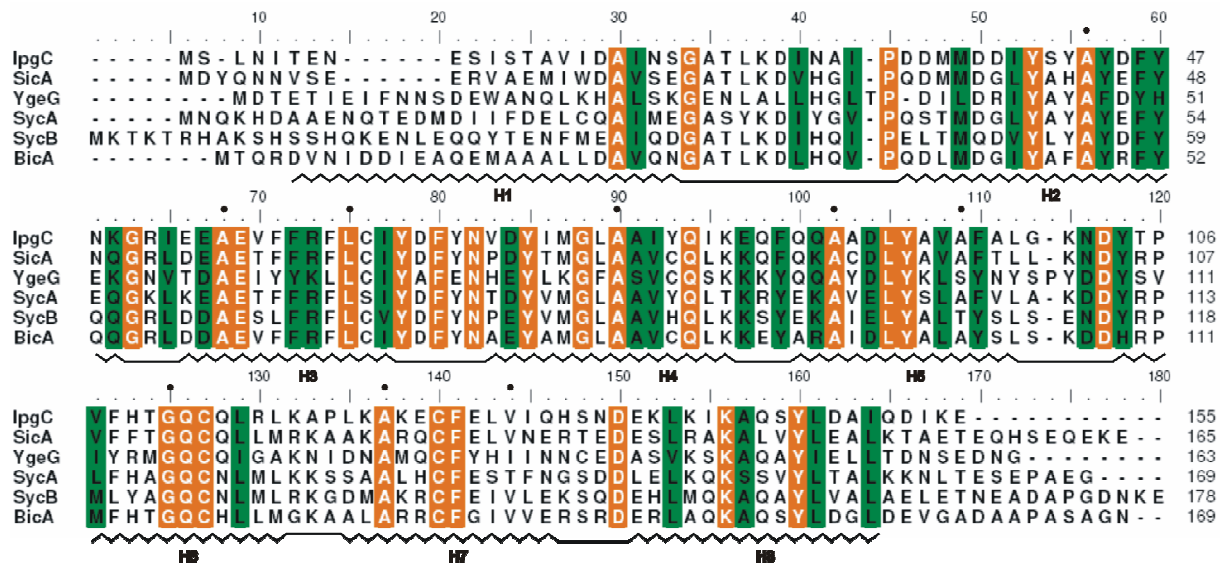 10 20 30 40 50 60
IpgC -----MS-LNITEN------ESISTAVIDAINSGATLKDINAI-PDDMMDDIYSYAYDFY 47
SicA -----MDYQNNVSE------ERVAEMIWDAVSEGATLKDVHGI-PQDMMDDLYAHAYDFY 48
YgeG --------MDTETIEIFNNSDEWANQLKHALSKGENLALLHGLTP-DILDRIYAYAFDYH 51
SycA -----MNQKHDAAENQTEDMDIIFDELCQAIMEGASYKDIYGV-PQSTMDGLYAYAYEFY 54
SycB MKTKTRHAKSHSSHQKENLEQQYTENFMEAIQDGATLKDIHQI-PELTMQDVYLYAYDFY 59
BicA -------MTQRDVNIDDIEAQEMAAALLDAVQNGATLKDLHQV-PQDLMDGIYAFAYRFY 52
H1 H2
70 80 90 100 110 120
IpgC NKGRIEEAEVFFRFLCIYDFYNVDYIMGLAAIYQIKEQFQQAADLYAVAFALG-KNDYTP 106
SicA NQGRLDEAETFFRFLCIYDFYNPDYTMGLAAVCQLKKQFQKACDLYAVAFTLL-KNDYRP 107
YgeG EKGNVTDAEIYYKLLCIYAFENHEYLKGFASVCQSKKKYQQAYDLYKLSYNYSPYDDYSV 111
SycA EQGKLKEAETFFRFLSIYDFYNTDYVMGLAAVYQLTKRYEKAVELYSLAFVLA-KDDYRP 113
SycB QQGRLDDAESLFRFLCVYDFYNPEYVMGLAAVHQLKKSYEKAIELYALTYSLS-ENDYRP 118
BicA QQGRLDDAEVFFRFLCIYDFYNAEYAMGLAAVCQLKKEYARAIDLYALAYSLS-KDDHRP 111
H3 H4 H5
130 140 150 160 170 180
IpgC VFHTGQCQLRLKAPLKAKECFELVIQHSNDEKLKIKAQSYLDAIQDIKE----------- 155
SicA VFFTGQCQLLMRKAAKARQCFELVNERTEDESLRAKALVYLEALKTAETEQHSEQEKE-- 165
YgeG IYRMGQCQIGAKNIDNAMQCFYHIINNCEDASVKSKAQAYIELLTDNSEDNG-------- 163
SycA LFHAGQCNLMLKKSSAALHCFESTFNGSDDLELKQKSSVYLTALKKNLTESEPAEG---- 169
SycB MLYAGQCNLMLRKGDMAKRCFEIVLEKSQDEHLMQKAQAYLVALAELETNEADAPGDNKE 178
BicA MFHTGQCHLLMGKAALARRCFGIVVERSRDERLAQKAQSYLDGLDEVGADAAPASAGN-- 169
H6 H7 H8